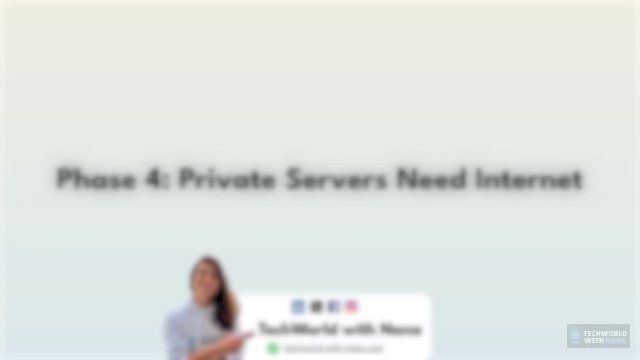 Phase 4: Private Servers Need Internet
TechWorld with Nana
TECHWORLD
WITH NANA